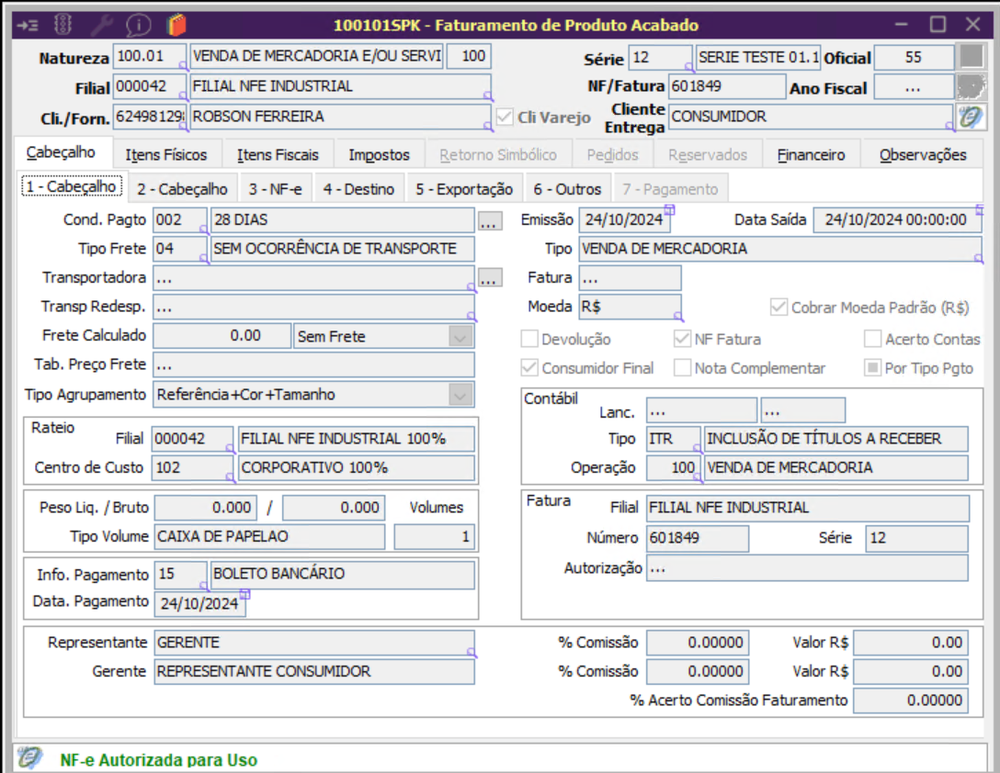 100101SPK - Faturamento de Produto Acabado
Natureza 100.01 VENDA DE MERCADORIA E/OU SERVI 100 Série 12 SERIE TESTE 01.1 Oficial 55
Filial 000042 FILIAL NFE INDUSTRIAL NF/Fatura 601849 Ano Fiscal ...
Cli./Forn. 62498129 ROBSON FERREIRA Cli Varejo Cliente Entrega CONSUMIDOR
Cabeçalho Itens Físicos Itens Fiscais Impostos Retorno Simbólico Pedidos Reservados Financeiro Observações
1 - Cabeçalho 2 - Cabeçalho 3 - NF-e 4 - Destino 5 - Exportação 6 - Outros 7 - Pagamento
Cond. Pagto 002 28 DIAS ... Emissão 24/10/2024 Data Saída 24/10/2024 00:00:00
Tipo Frete 04 SEM OCORRÊNCIA DE TRANSPORTE Tipo VENDA DE MERCADORIA
Transportadora ... ... Fatura ...
Transp Redesp. ... Moeda R$ Cobrar Moeda Padrão (R$)
Frete Calculado 0.00 Sem Frete Devolução NF Fatura Acerto Contas
Tab. Preço Frete ... Consumidor Final Nota Complementar Por Tipo Pgto
Tipo Agrupamento Referência+Cor+Tamanho
Contábil
Lanc. ... ...
Rateio
Filial 000042 FILIAL NFE INDUSTRIAL 100% Tipo ITR INCLUSÃO DE TÍTULOS A RECEBER
Centro de Custo 102 CORPORATIVO 100% Operação 100 VENDA DE MERCADORIA
Peso Liq. / Bruto 0.000 / 0.000 Volumes Fatura Filial FILIAL NFE INDUSTRIAL
Tipo Volume CAIXA DE PAPELAO 1 Número 601849 Série 12
Info. Pagamento 15 BOLETO BANCÁRIO Autorização ...
Data. Pagamento 24/10/2024
Representante GERENTE % Comissão 0.00000 Valor R$ 0.00
Gerente REPRESENTANTE CONSUMIDOR % Comissão 0.00000 Valor R$ 0.00
% Acerto Comissão Faturamento 0.00000
NF-e Autorizada para Uso